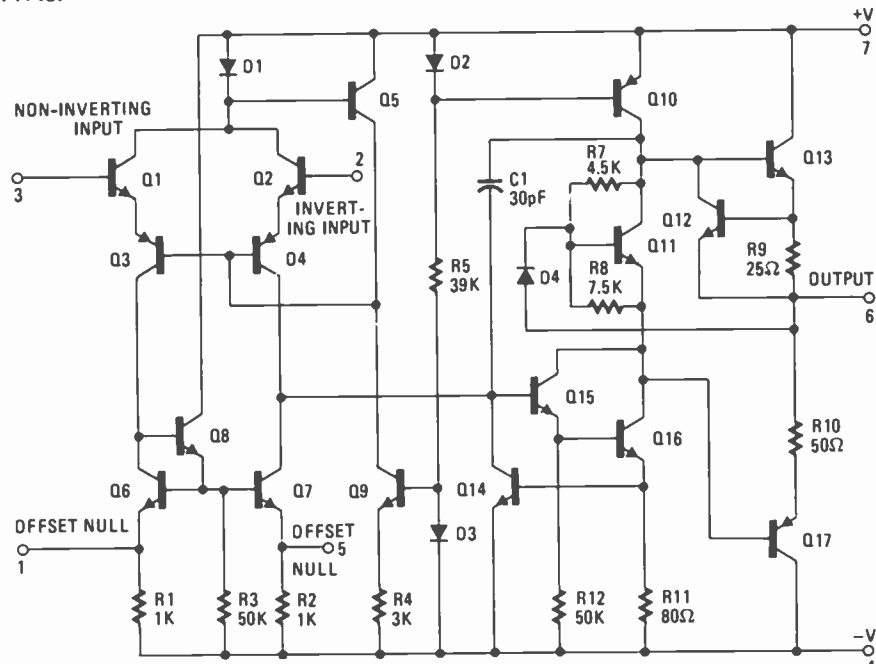 +V
7
D1
D2
Q5
Q10
NON-INVERTING
INPUT
2
3
Q1
Q2
INVERT-
ING INPUT
C1
30pF
R7
4.5K
Q13
Q12
Q11
R9
25Ω
OUTPUT
6
Q3
D4
R5
39K
D4
R8
7.5K
Q15
Q8
Q16
R10
50Ω
Q6
Q7
Q9
Q14
OFFSET NULL
1
OFFSET
5
NULL
D3
Q17
R1
1K
R3
50K
R2
1K
R4
3K
R12
50K
R11
80Ω
-V